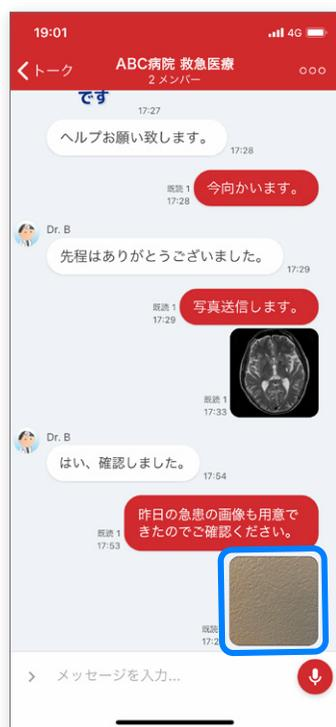 19:01
4G
トーク
ABC病院 救急医療
2 メンバー
です
17:27
ヘルプお願い致します。
17:28
今向かいます。
既読 1
17:28
Dr. B
先程はありがとうございました。
17:29
写真送信します。
既読 1
17:29
既読 1
17:33
Dr. B
はい、確認しました。
17:54
昨日の急患の画像も用意で
きたのでご確認ください。
既読 1
17:53
既読
メッセージを入力...